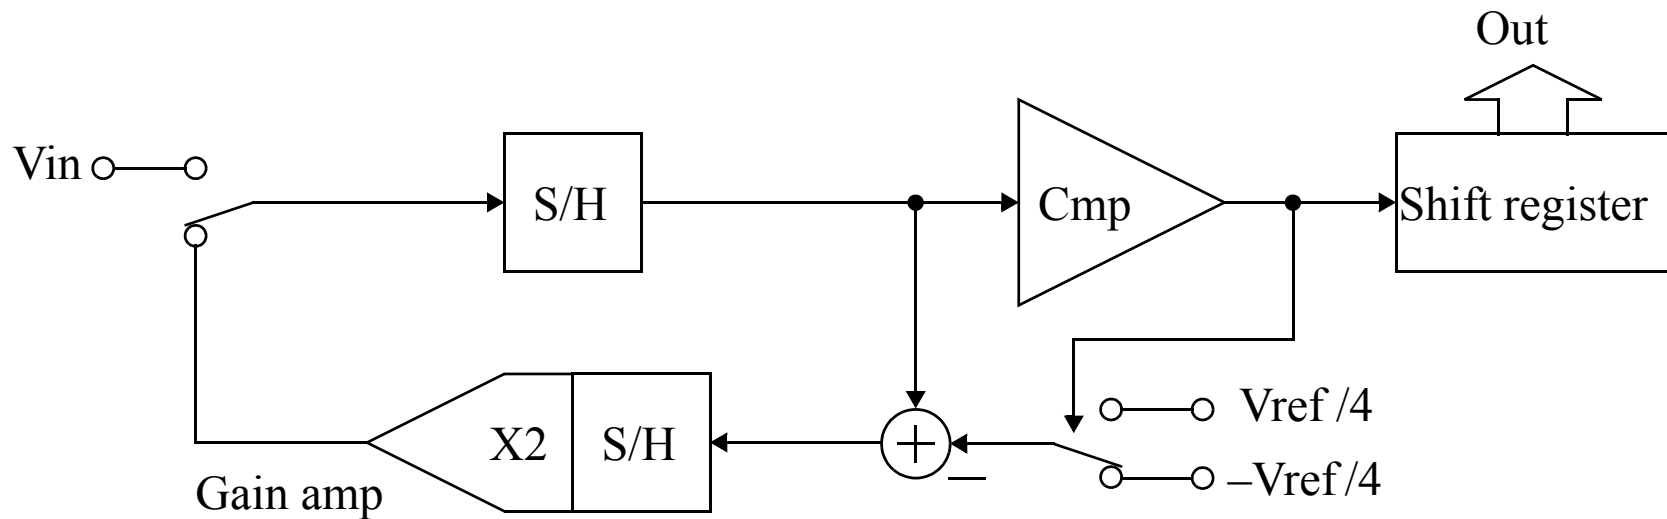 Out
Vin
S/H
Cmp
Shift register
Vref /4
X2
S/H
–Vref /4
Gain amp